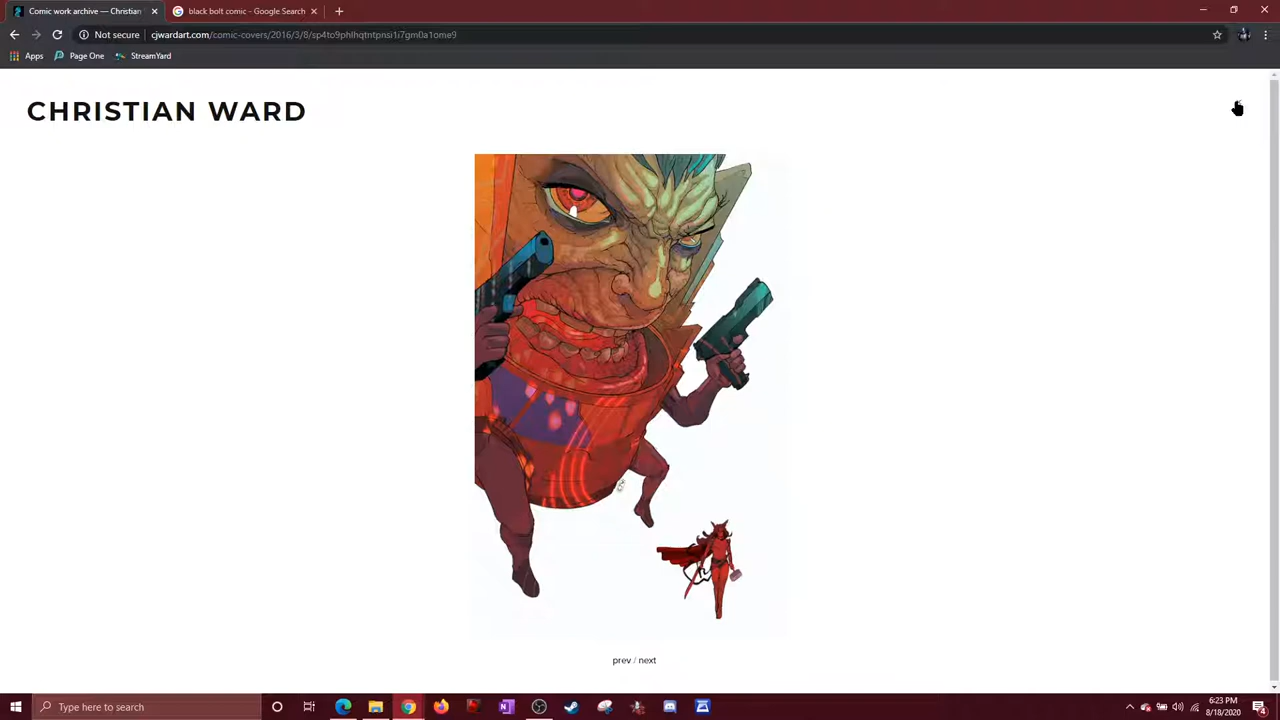 Comic work archive — Christian
black bolt comic - Google Search
Not secure
cjwardart.com/comic-covers/2016/3/8/sp4to9phlhqtntpnsi1i7gm0a1ome9
Apps
Page One
StreamYard
CHRISTIAN WARD
prev / next
Type here to search
6:23 PM
8/18/2020
4